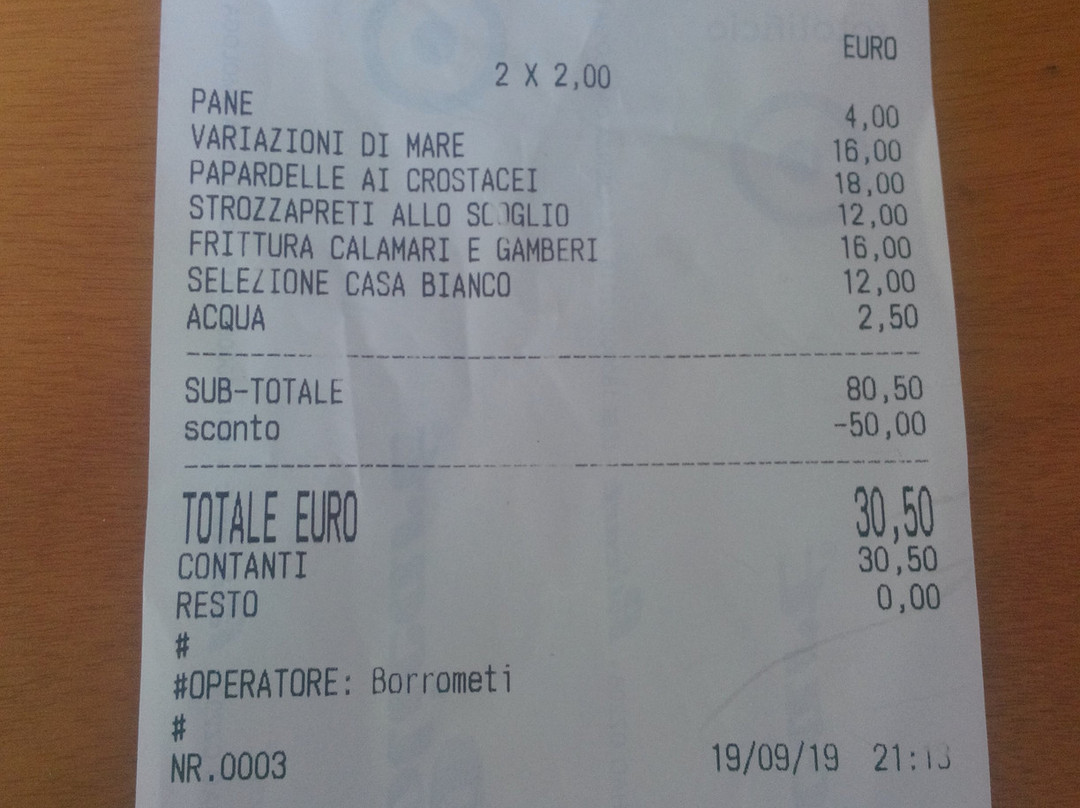 EURO
2 X 2,00
PANE 4,00
VARIAZIONI DI MARE 16,00
PAPARDELLE AI CROSTACEI 18,00
STROZZAPRETI ALLO SCOGLIO 12,00
FRITTURA CALAMARI E GAMBERI 16,00
SELEZIONE CASA BIANCO 12,00
ACQUA 2,50
SUB-TOTALE 80,50
sconto -50,00
TOTALE EURO 30,50
CONTANTI 30,50
RESTO 0,00
#
#OPERATORE: Borrometi
#
NR.0003 19/09/19 21:13